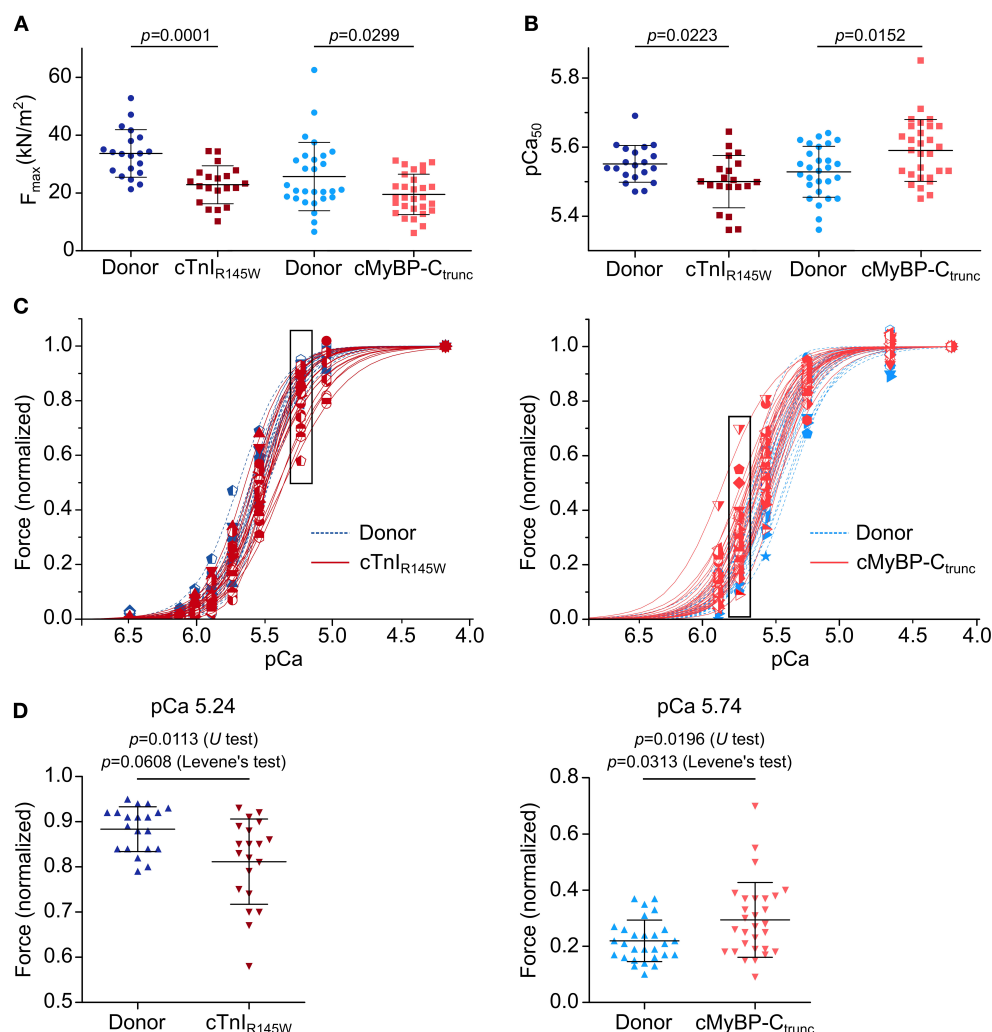 A
p=0.0001
p=0.0299
F_max (kN/m²)
60
40
20
0
Donor
cTnI_R145W
Donor
cMyBP-C_trunc
B
p=0.0223
p=0.0152
pCa_50
5.8
5.6
5.4
Donor
cTnI_R145W
Donor
cMyBP-C_trunc
C
Force (normalized)
1.0
0.8
0.6
0.4
0.2
0.0
Donor
cTnI_R145W
6.5 6.0 5.5 5.0 4.5 4.0
pCa
Force (normalized)
1.0
0.8
0.6
0.4
0.2
0.0
Donor
cMyBP-C_trunc
6.5 6.0 5.5 5.0 4.5 4.0
pCa
D
pCa 5.24
p=0.0113 (U test)
p=0.0608 (Levene's test)
Force (normalized)
1.0
0.9
0.8
0.7
0.6
0.5
Donor
cTnI_R145W
pCa 5.74
p=0.0196 (U test)
p=0.0313 (Levene's test)
Force (normalized)
0.8
0.6
0.4
0.2
0.0
Donor
cMyBP-C_trunc